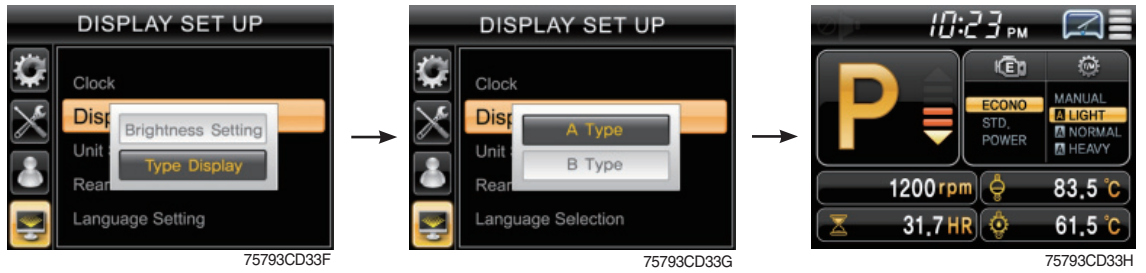 DISPLAY SET UP
Clock
Disp
Brightness Setting
Unit
Type Display
Rear
Language Setting
75793CD33F
DISPLAY SET UP
Clock
Disp
A Type
Unit
B Type
Rear
Language Selection
75793CD33G
10:23 PM
P
E
T/M
ECONO
STD.
POWER
MANUAL
A LIGHT
A NORMAL
A HEAVY
1200 rpm
83.5 °C
31.7 HR
61.5 °C
75793CD33H